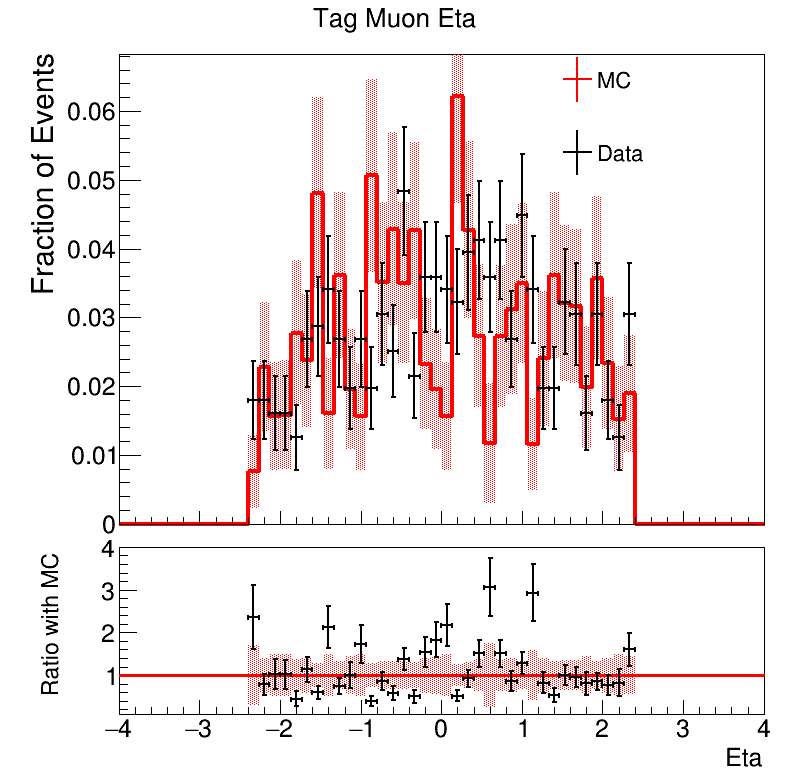 Tag Muon Eta
Fraction of Events
0.06
0.05
0.04
0.03
0.02
0.01
0
MC
Data
Ratio with MC
4
3
2
1
−4 −3 −2 −1 0 1 2 3 4
Eta